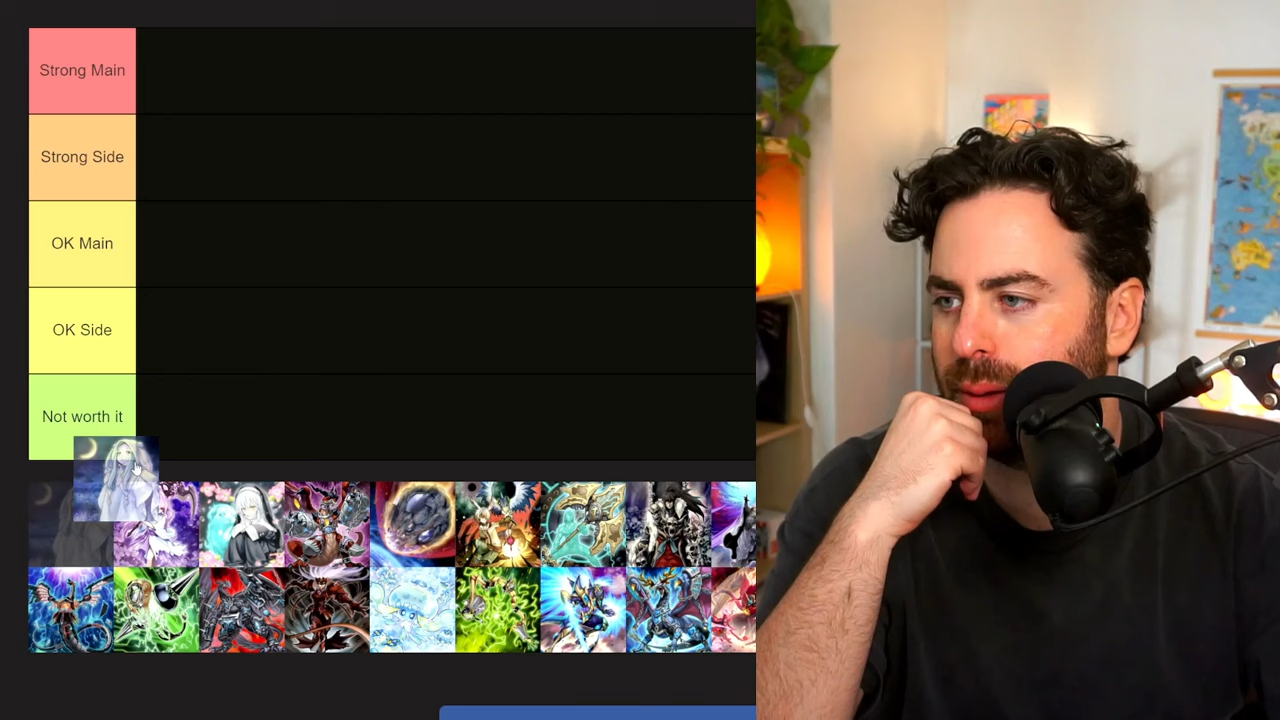 Strong Main
Strong Side
OK Main
OK Side
Not worth it